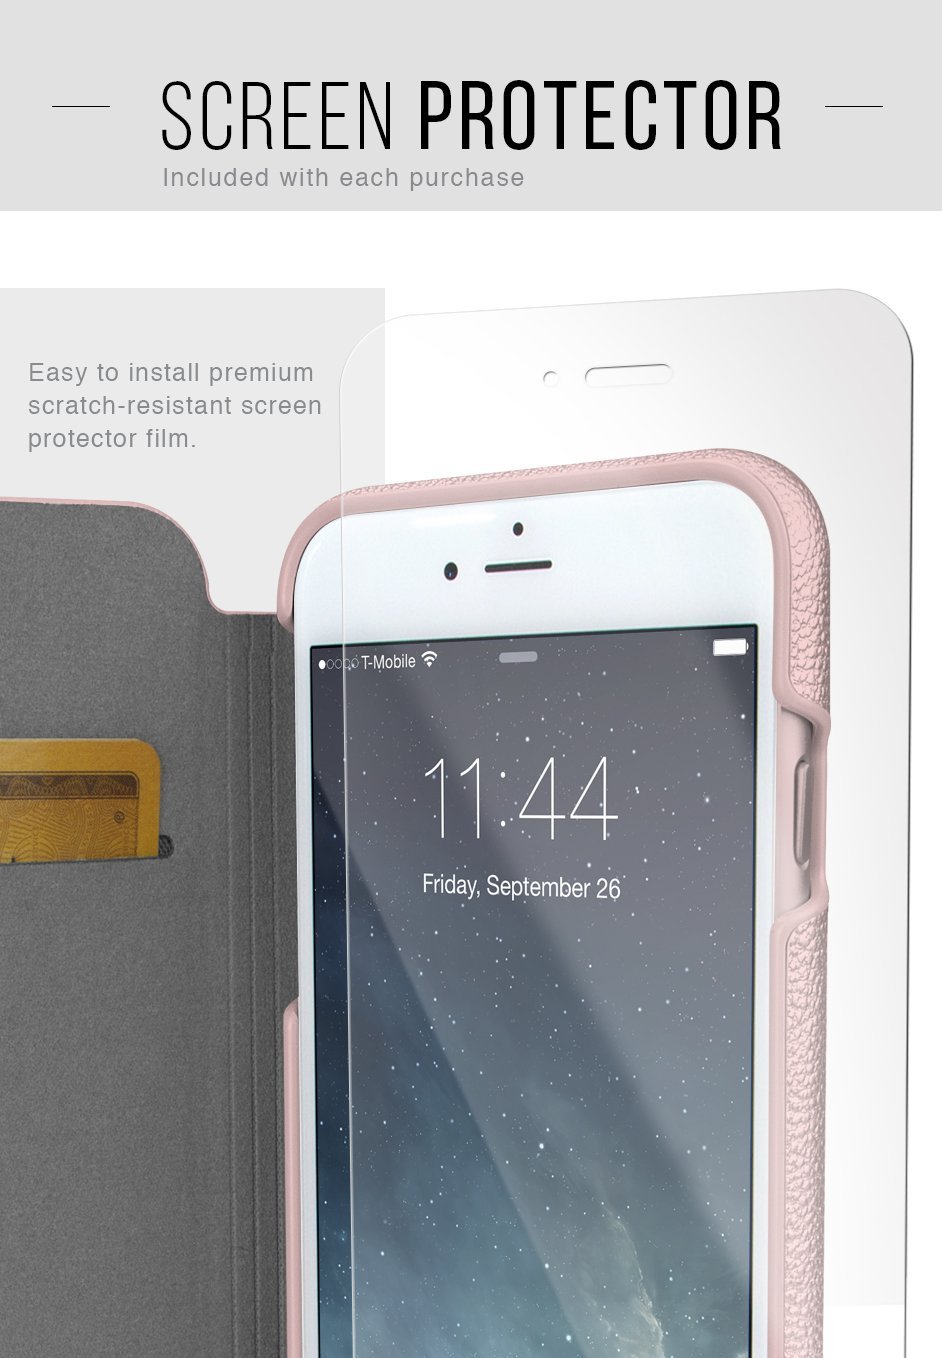 SCREEN PROTECTOR
Included with each purchase
Easy to install premium
scratch-resistant screen
protector film.
T-Mobile
11:44
Friday, September 26